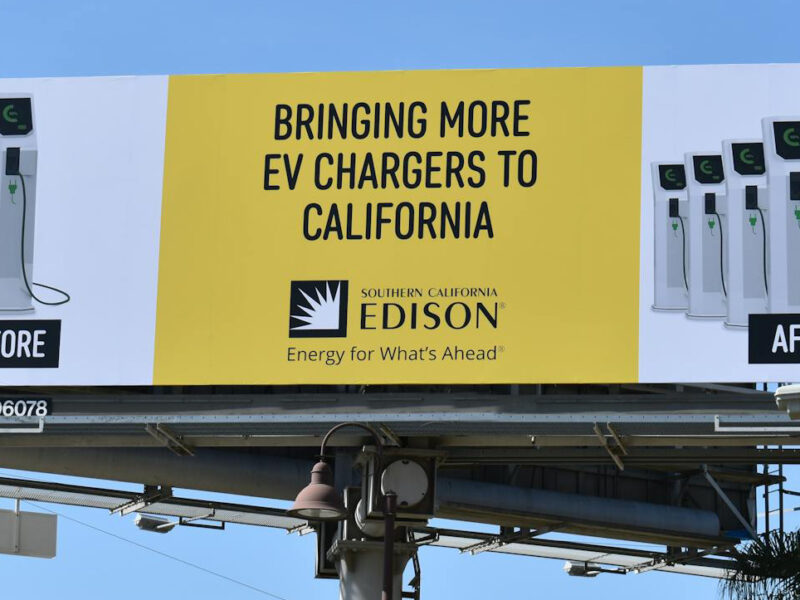 BRINGING MORE
EV CHARGERS TO
CALIFORNIA
SOUTHERN CALIFORNIA
EDISON®
Energy for What's Ahead®
ORE
AF
06078